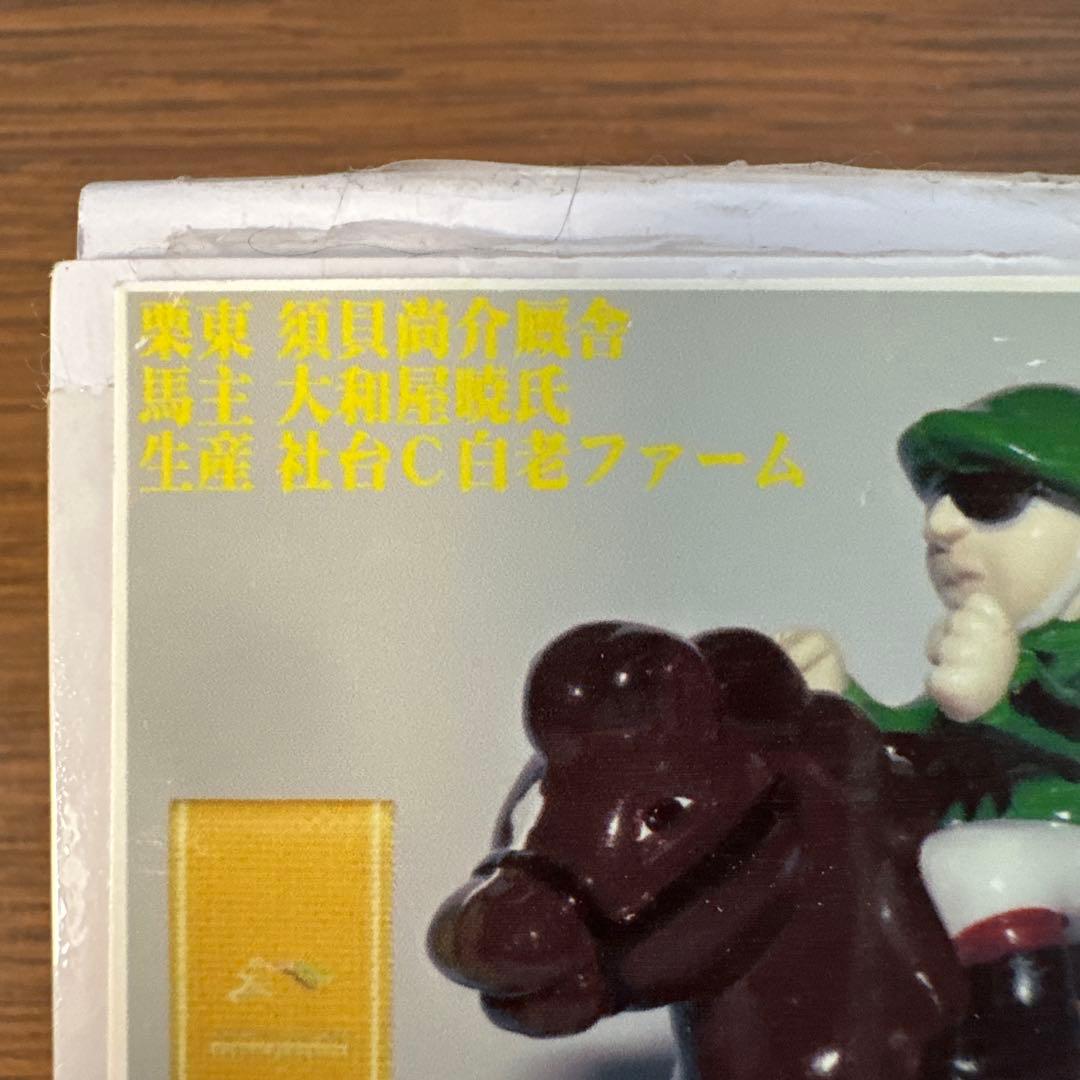 栗東 須貝尚介厩舎
馬主 大和屋暁氏
生産 社台C白老ファーム